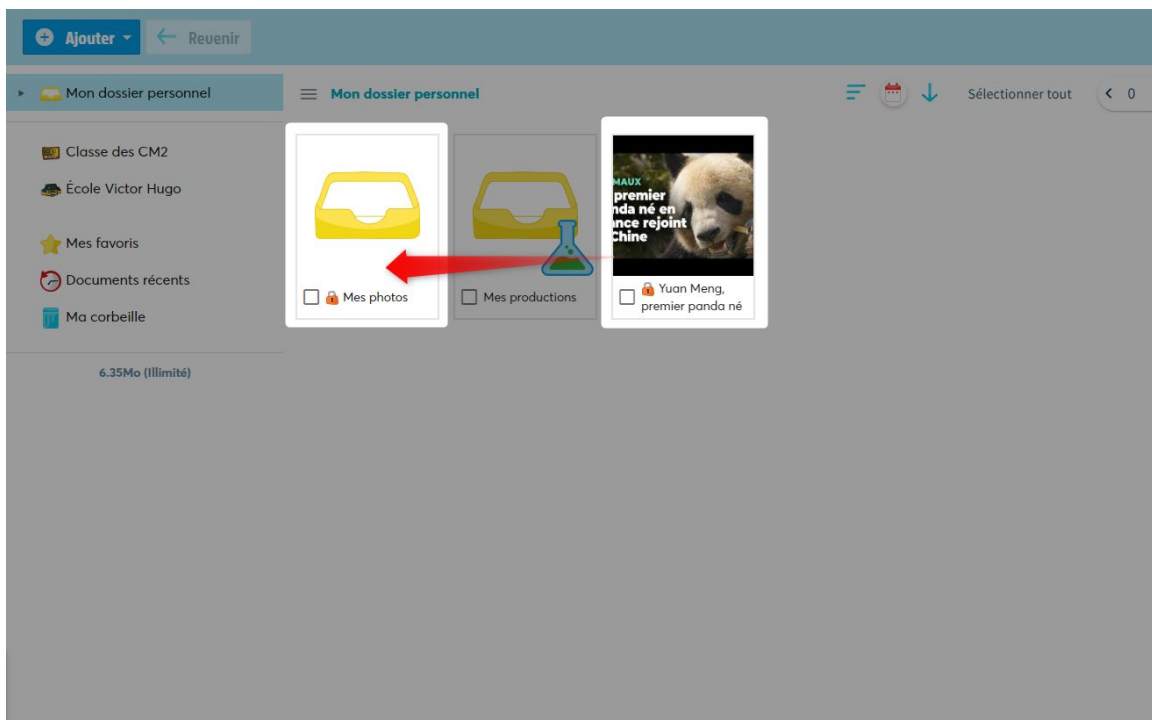 Ajouter
Revenir
Mon dossier personnel
Mon dossier personnel
Sélectionner tout
0
Classe des CM2
École Victor Hugo
Mes favoris
Documents récents
Ma corbeille
6.35Mo (Illimité)
MAUX
premier
nda né en
nce rejoint
Chine
Mes photos
Mes productions
Yuan Meng,
premier panda né